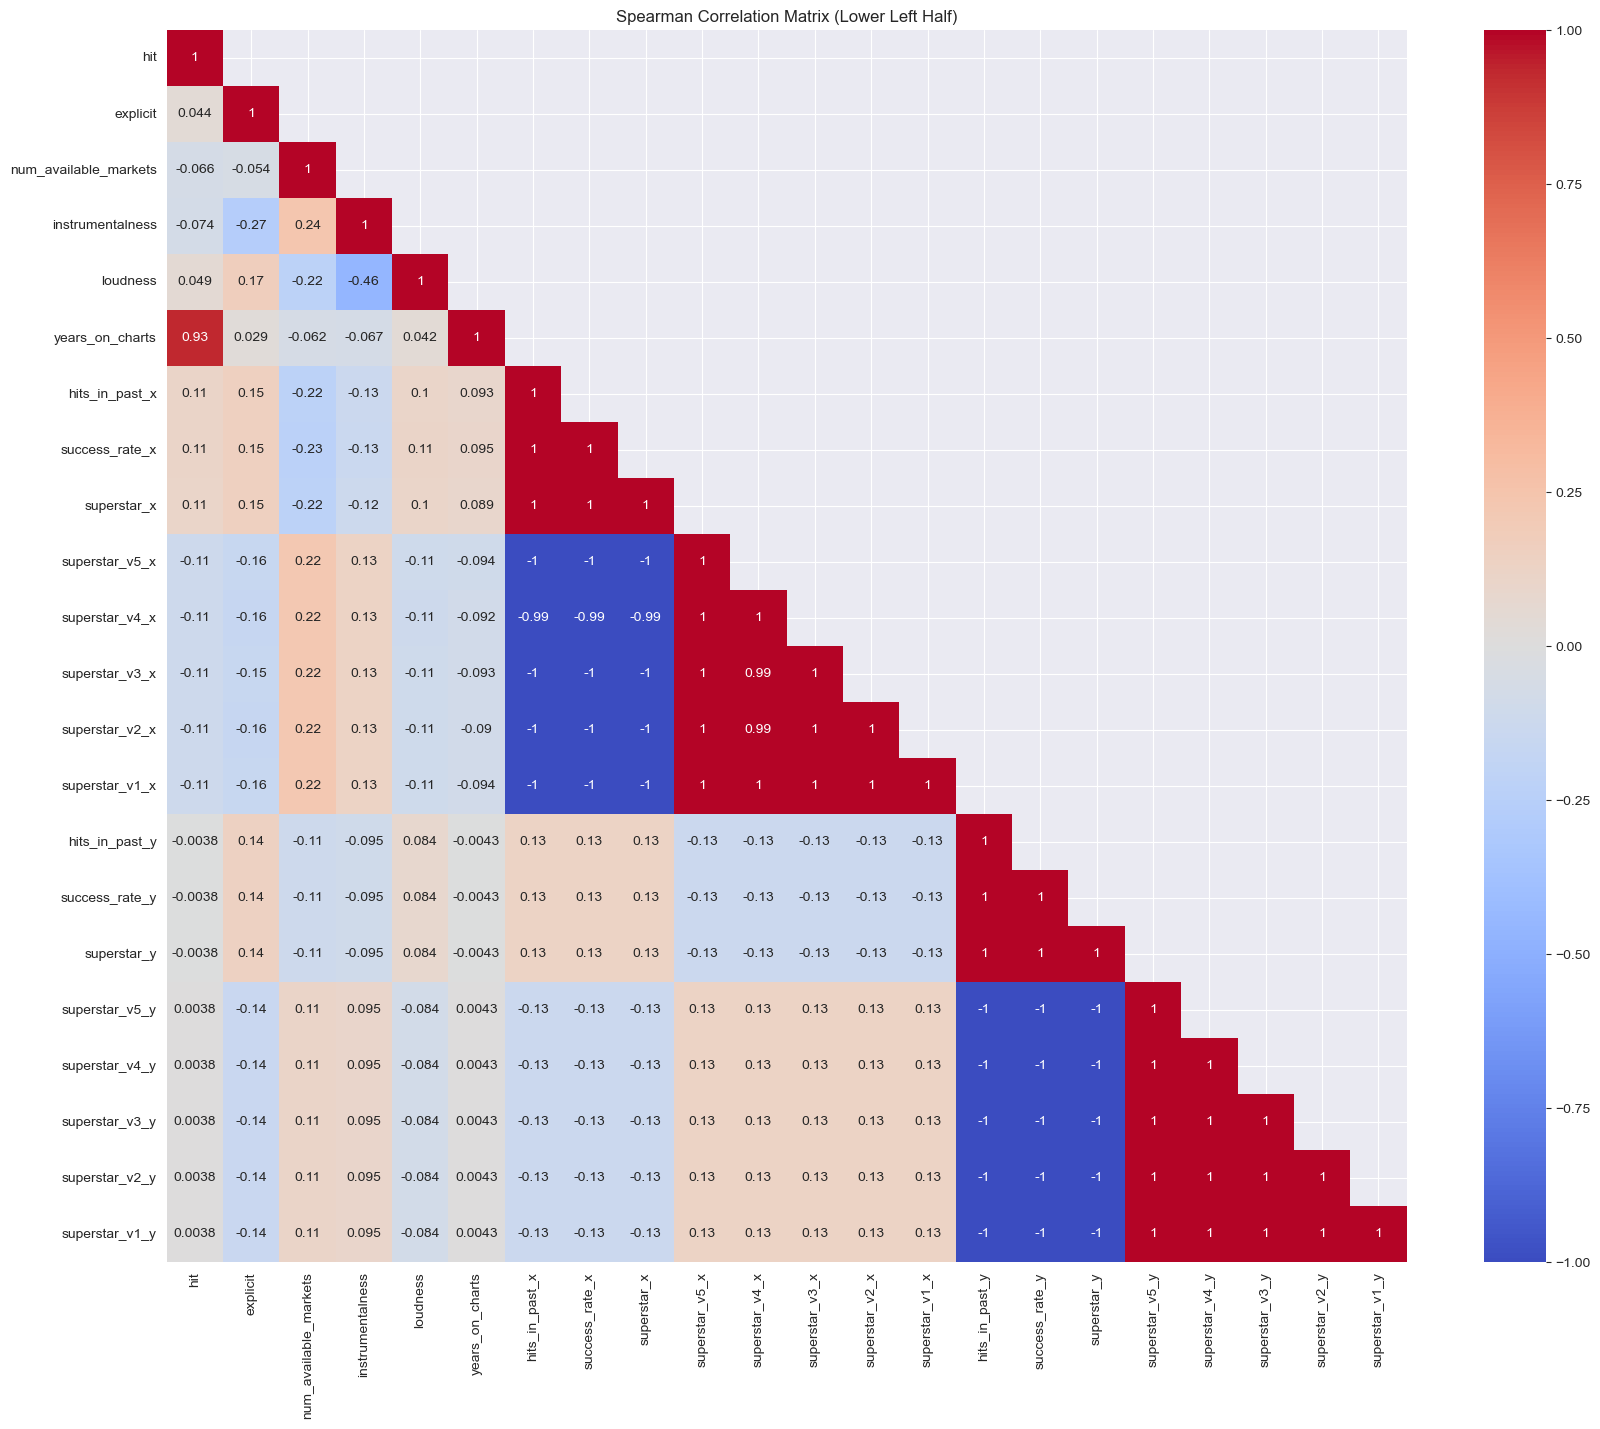 Spearman Correlation Matrix (Lower Left Half)
hit 1
explicit 0.044 1
num_available_markets -0.066 -0.054 1
instrumentalness -0.074 -0.27 0.24 1
loudness 0.049 0.17 -0.22 -0.46 1
years_on_charts 0.93 0.029 -0.062 -0.067 0.042 1
hits_in_past_x 0.11 0.15 -0.22 -0.13 0.1 0.093 1
success_rate_x 0.11 0.15 -0.23 -0.13 0.11 0.095 1 1
superstar_x 0.11 0.15 -0.22 -0.12 0.1 0.089 1 1 1
superstar_v5_x -0.11 -0.16 0.22 0.13 -0.11 -0.094 -1 -1 -1 1
superstar_v4_x -0.11 -0.16 0.22 0.13 -0.11 -0.092 -0.99 -0.99 -0.99 1 1
superstar_v3_x -0.11 -0.15 0.22 0.13 -0.11 -0.093 -1 -1 -1 1 0.99 1
superstar_v2_x -0.11 -0.16 0.22 0.13 -0.11 -0.09 -1 -1 -1 1 0.99 1 1
superstar_v1_x -0.11 -0.16 0.22 0.13 -0.11 -0.094 -1 -1 -1 1 1 1 1 1
hits_in_past_y -0.0038 0.14 -0.11 -0.095 0.084 -0.0043 0.13 0.13 0.13 -0.13 -0.13 -0.13 -0.13 -0.13 1
success_rate_y -0.0038 0.14 -0.11 -0.095 0.084 -0.0043 0.13 0.13 0.13 -0.13 -0.13 -0.13 -0.13 -0.13 1 1
superstar_y -0.0038 0.14 -0.11 -0.095 0.084 -0.0043 0.13 0.13 0.13 -0.13 -0.13 -0.13 -0.13 -0.13 1 1 1
superstar_v5_y 0.0038 -0.14 0.11 0.095 -0.084 0.0043 -0.13 -0.13 -0.13 0.13 0.13 0.13 0.13 0.13 -1 -1 -1 1
superstar_v4_y 0.0038 -0.14 0.11 0.095 -0.084 0.0043 -0.13 -0.13 -0.13 0.13 0.13 0.13 0.13 0.13 -1 -1 -1 1 1
superstar_v3_y 0.0038 -0.14 0.11 0.095 -0.084 0.0043 -0.13 -0.13 -0.13 0.13 0.13 0.13 0.13 0.13 -1 -1 -1 1 1 1
superstar_v2_y 0.0038 -0.14 0.11 0.095 -0.084 0.0043 -0.13 -0.13 -0.13 0.13 0.13 0.13 0.13 0.13 -1 -1 -1 1 1 1 1
superstar_v1_y 0.0038 -0.14 0.11 0.095 -0.084 0.0043 -0.13 -0.13 -0.13 0.13 0.13 0.13 0.13 0.13 -1 -1 -1 1 1 1 1 1
hit
explicit
num_available_markets
instrumentalness
loudness
years_on_charts
hits_in_past_x
success_rate_x
superstar_x
superstar_v5_x
superstar_v4_x
superstar_v3_x
superstar_v2_x
superstar_v1_x
hits_in_past_y
success_rate_y
superstar_y
superstar_v5_y
superstar_v4_y
superstar_v3_y
superstar_v2_y
superstar_v1_y
1.00
0.75
0.50
0.25
0.00
−0.25
−0.50
−0.75
−1.00